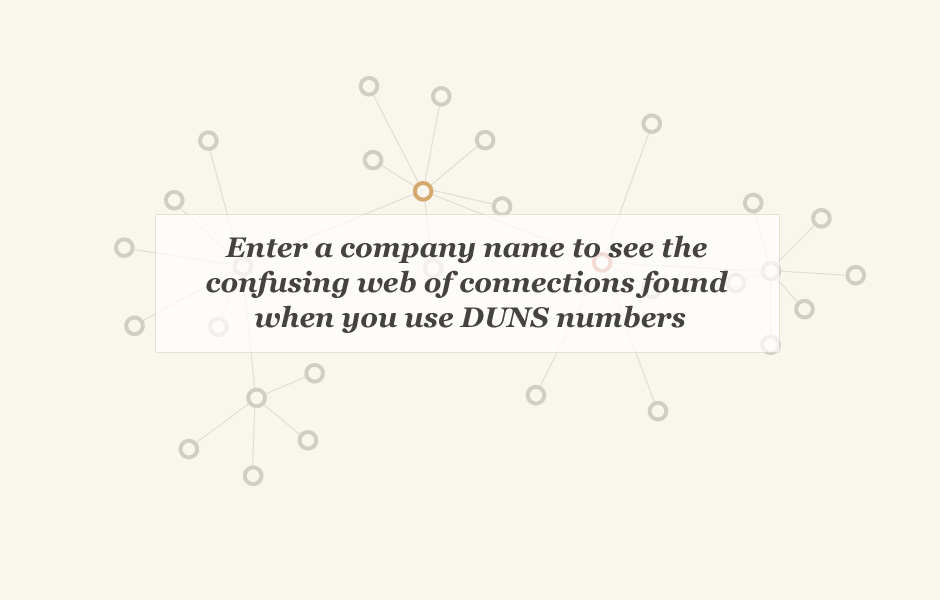 Enter a company name to see the
confusing web of connections found
when you use DUNS numbers